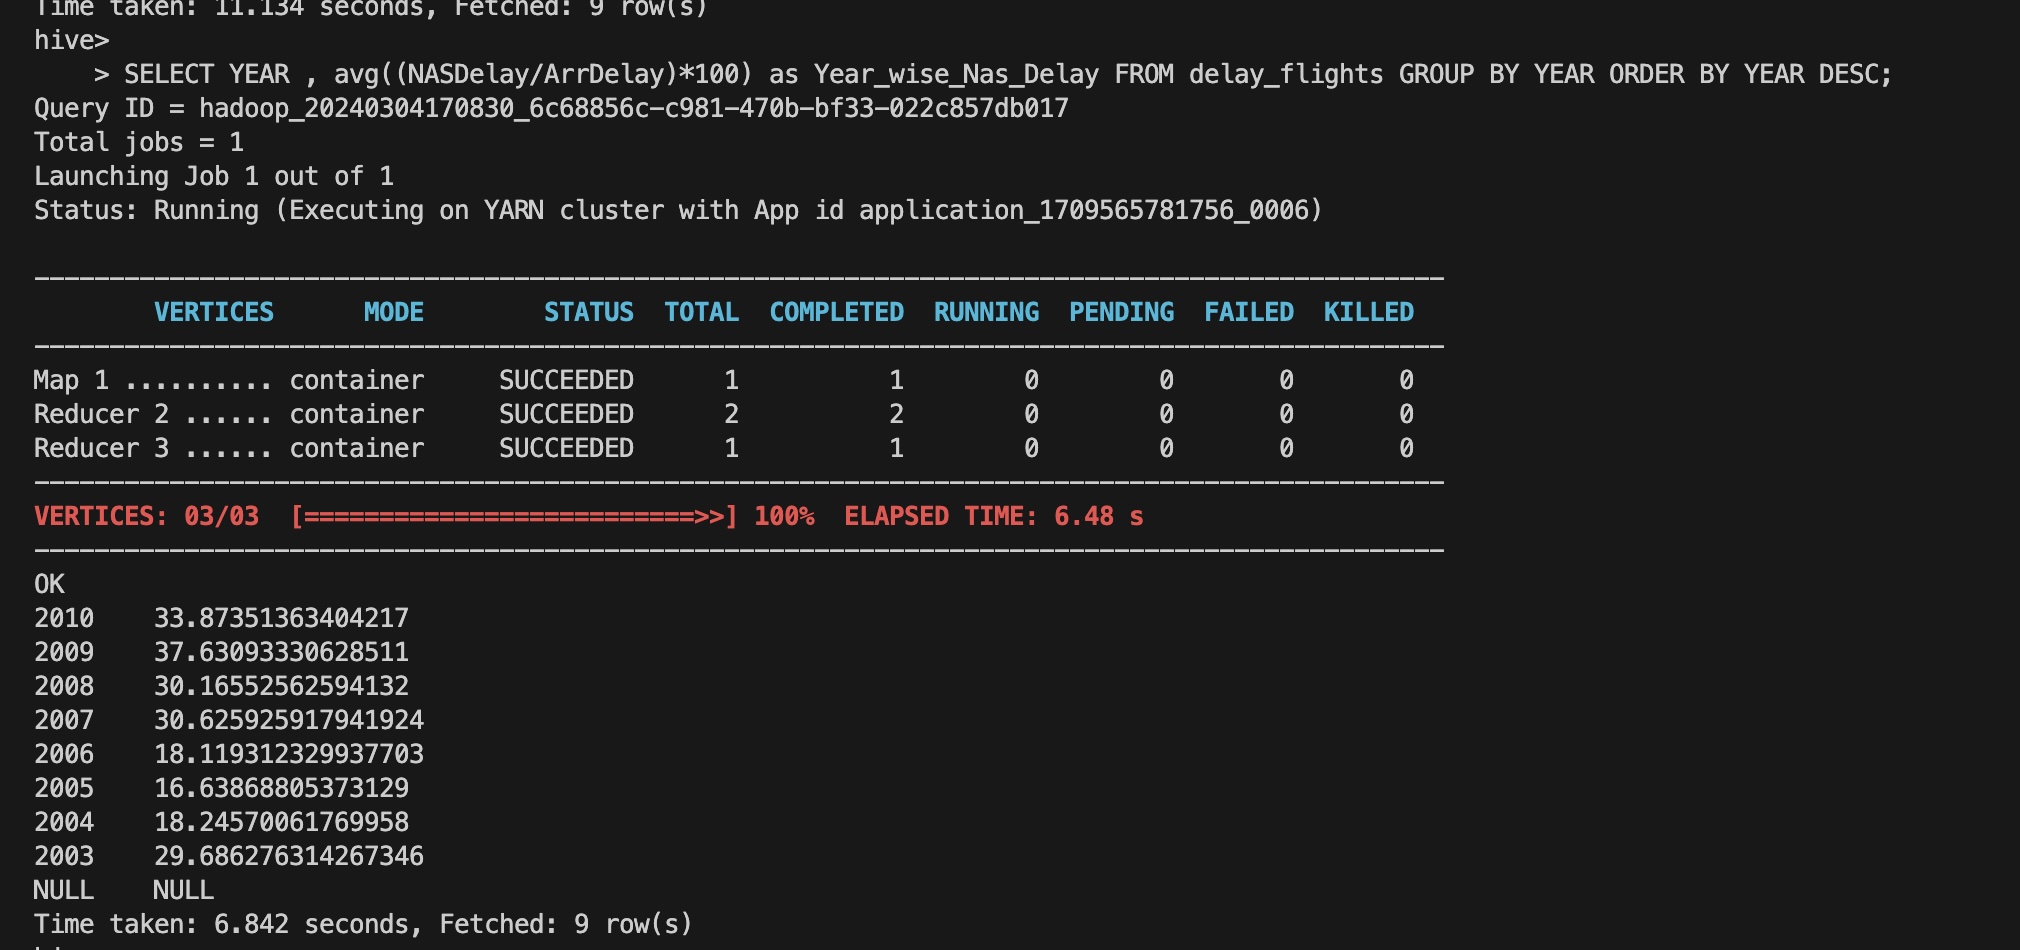 Time taken: 11.134 seconds, Fetched: 9 row(s)
hive>
    > SELECT YEAR , avg((NASDelay/ArrDelay)*100) as Year_wise_Nas_Delay FROM delay_flights GROUP BY YEAR ORDER BY YEAR DESC;
Query ID = hadoop_20240304170830_6c68856c-c981-470b-bf33-022c857db017
Total jobs = 1
Launching Job 1 out of 1
Status: Running (Executing on YARN cluster with App id application_1709565781756_0006)
----------------------------------------------------------------------------------------------
        VERTICES      MODE        STATUS  TOTAL  COMPLETED  RUNNING  PENDING  FAILED  KILLED
----------------------------------------------------------------------------------------------
Map 1 .......... container     SUCCEEDED      1          1        0        0       0       0
Reducer 2 ...... container     SUCCEEDED      2          2        0        0       0       0
Reducer 3 ...... container     SUCCEEDED      1          1        0        0       0       0
----------------------------------------------------------------------------------------------
VERTICES: 03/03  [==========================>>] 100%  ELAPSED TIME: 6.48 s
----------------------------------------------------------------------------------------------
OK
2010    33.87351363404217
2009    37.63093330628511
2008    30.16552562594132
2007    30.625925917941924
2006    18.119312329937703
2005    16.63868805373129
2004    18.24570061769958
2003    29.686276314267346
NULL    NULL
Time taken: 6.842 seconds, Fetched: 9 row(s)